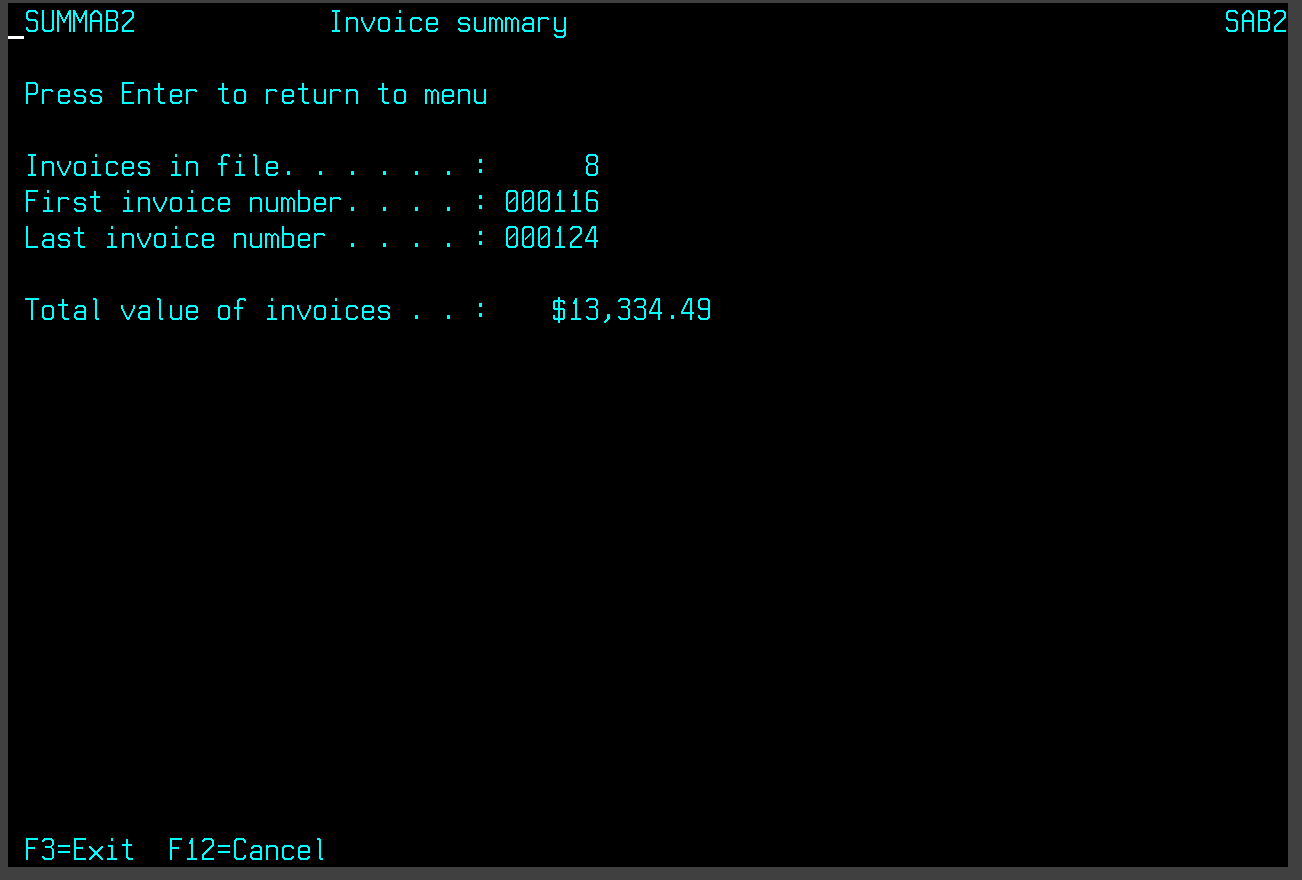 SUMMAB2 Invoice summary SAB2
Press Enter to return to menu
Invoices in file. . . . . . : 8
First invoice number. . . . : 000116
Last invoice number . . . . : 000124
Total value of invoices . . : $13,334.49
F3=Exit F12=Cancel